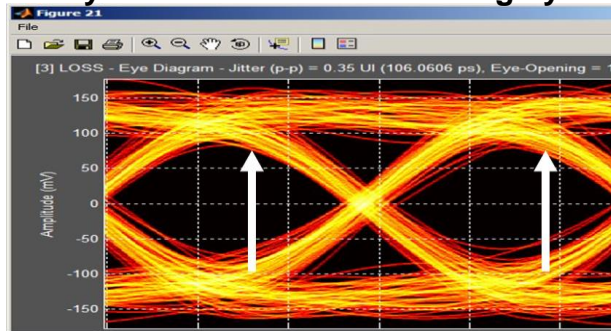 Figure 21
File
[3] LOSS - Eye Diagram - Jitter (p-p) = 0.35 UI (106.0606 ps), Eye-Opening = 1
Amplitude (mV)
150
100
50
0
-50
-100
-150